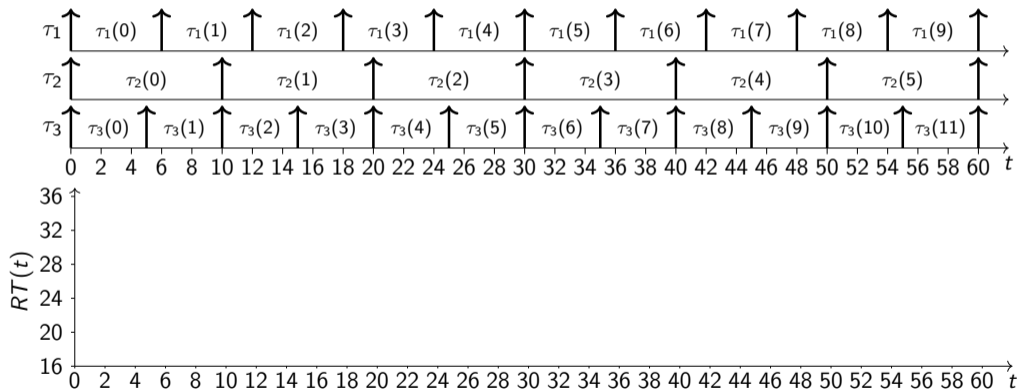 τ1 τ1(0) τ1(1) τ1(2) τ1(3) τ1(4) τ1(5) τ1(6) τ1(7) τ1(8) τ1(9)
τ2 τ2(0) τ2(1) τ2(2) τ2(3) τ2(4) τ2(5)
τ3 τ3(0) τ3(1) τ3(2) τ3(3) τ3(4) τ3(5) τ3(6) τ3(7) τ3(8) τ3(9) τ3(10) τ3(11)
0 2 4 6 8 10 12 14 16 18 20 22 24 26 28 30 32 34 36 38 40 42 44 46 48 50 52 54 56 58 60 t
36
32
28
RT(t)
24
20
16
0 2 4 6 8 10 12 14 16 18 20 22 24 26 28 30 32 34 36 38 40 42 44 46 48 50 52 54 56 58 60 t